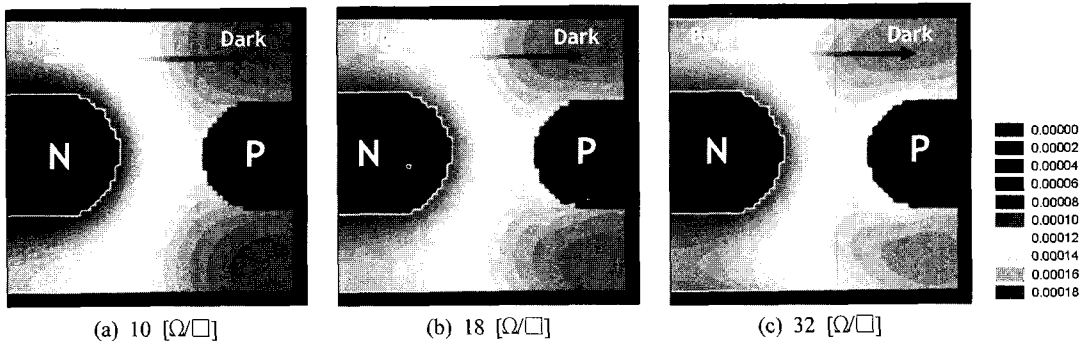 Dark
Dark
Dark
N
P
N
P
N
P
0.00000
0.00002
0.00004
0.00006
0.00008
0.00010
0.00012
0.00014
0.00016
0.00018
(a) 10 [Ω/□]
(b) 18 [Ω/□]
(c) 32 [Ω/□]